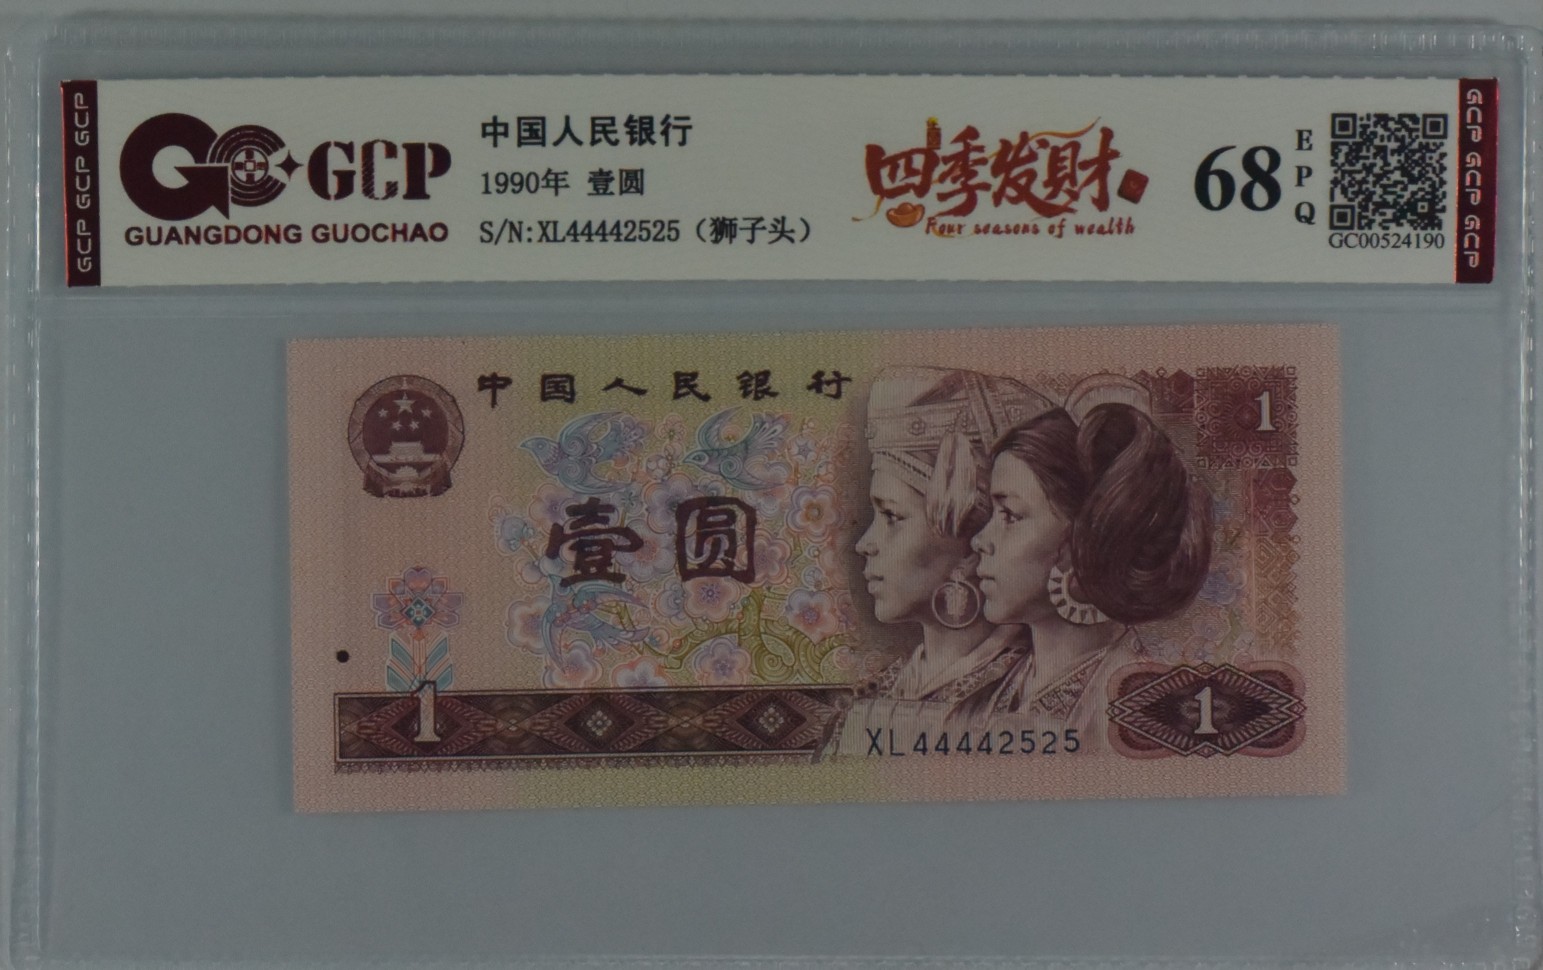 GCP GCP GCP
GCP
GUANGDONG GUOCHAO
中国人民银行
1990年 壹圆
S/N:XL44442525（狮子头）
四季发財
Four seasons of wealth
68
EPQ
GC00524190
GCP GCP GCP
中国人民银行
1
壹圆
1
1
XL44442525